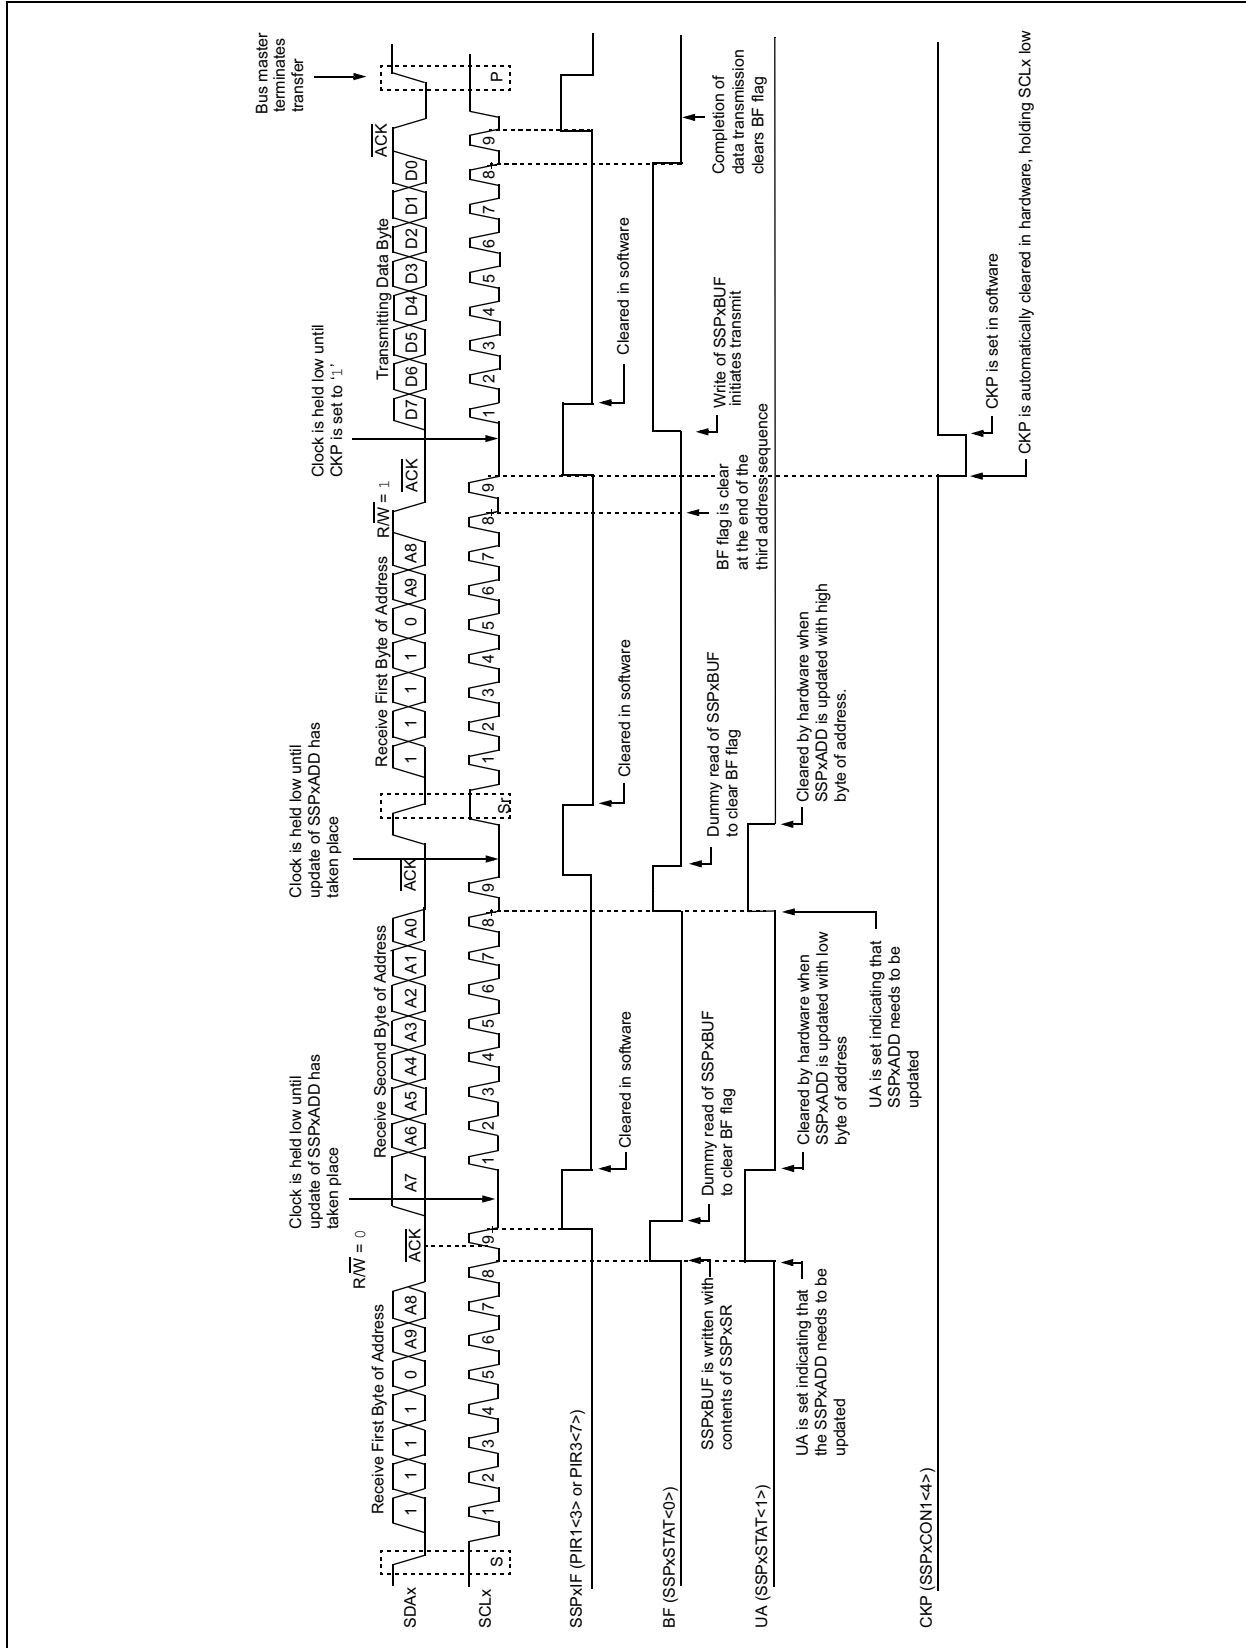 Bus master
terminates
transfer
Clock is held low until
update of SSPxADD has
taken place
Clock is held low until
update of SSPxADD has
taken place
Clock is held low until
CKP is set to ‘1’
R/W = 0
R/W = 1
Receive First Byte of Address
ACK
Receive Second Byte of Address
ACK
Receive First Byte of Address
ACK
Transmitting Data Byte
ACK
SDAx
1 1 1 1 0 A9 A8
A7 A6 A5 A4 A3 A2 A1 A0
1 1 1 1 0 A9 A8
D7 D6 D5 D4 D3 D2 D1 D0
SCLx
S
1 2 3 4 5 6 7 8 9
1 2 3 4 5 6 7 8 9
Sr
1 2 3 4 5 6 7 8 9
1 2 3 4 5 6 7 8 9
P
SSPxIF (PIR1<3> or PIR3<7>)
Cleared in software
Cleared in software
Cleared in software
BF (SSPxSTAT<0>)
SSPxBUF is written with
contents of SSPxSR
Dummy read of SSPxBUF
to clear BF flag
Dummy read of SSPxBUF
to clear BF flag
BF flag is clear
at the end of the
third address sequence
Write of SSPxBUF
initiates transmit
Completion of
data transmission
clears BF flag
UA (SSPxSTAT<1>)
UA is set indicating that
the SSPxADD needs to be
updated
Cleared by hardware when
SSPxADD is updated with low
byte of address
UA is set indicating that
SSPxADD needs to be
updated
Cleared by hardware when
SSPxADD is updated with high
byte of address.
CKP (SSPxCON1<4>)
CKP is set in software
CKP is automatically cleared in hardware, holding SCLx low